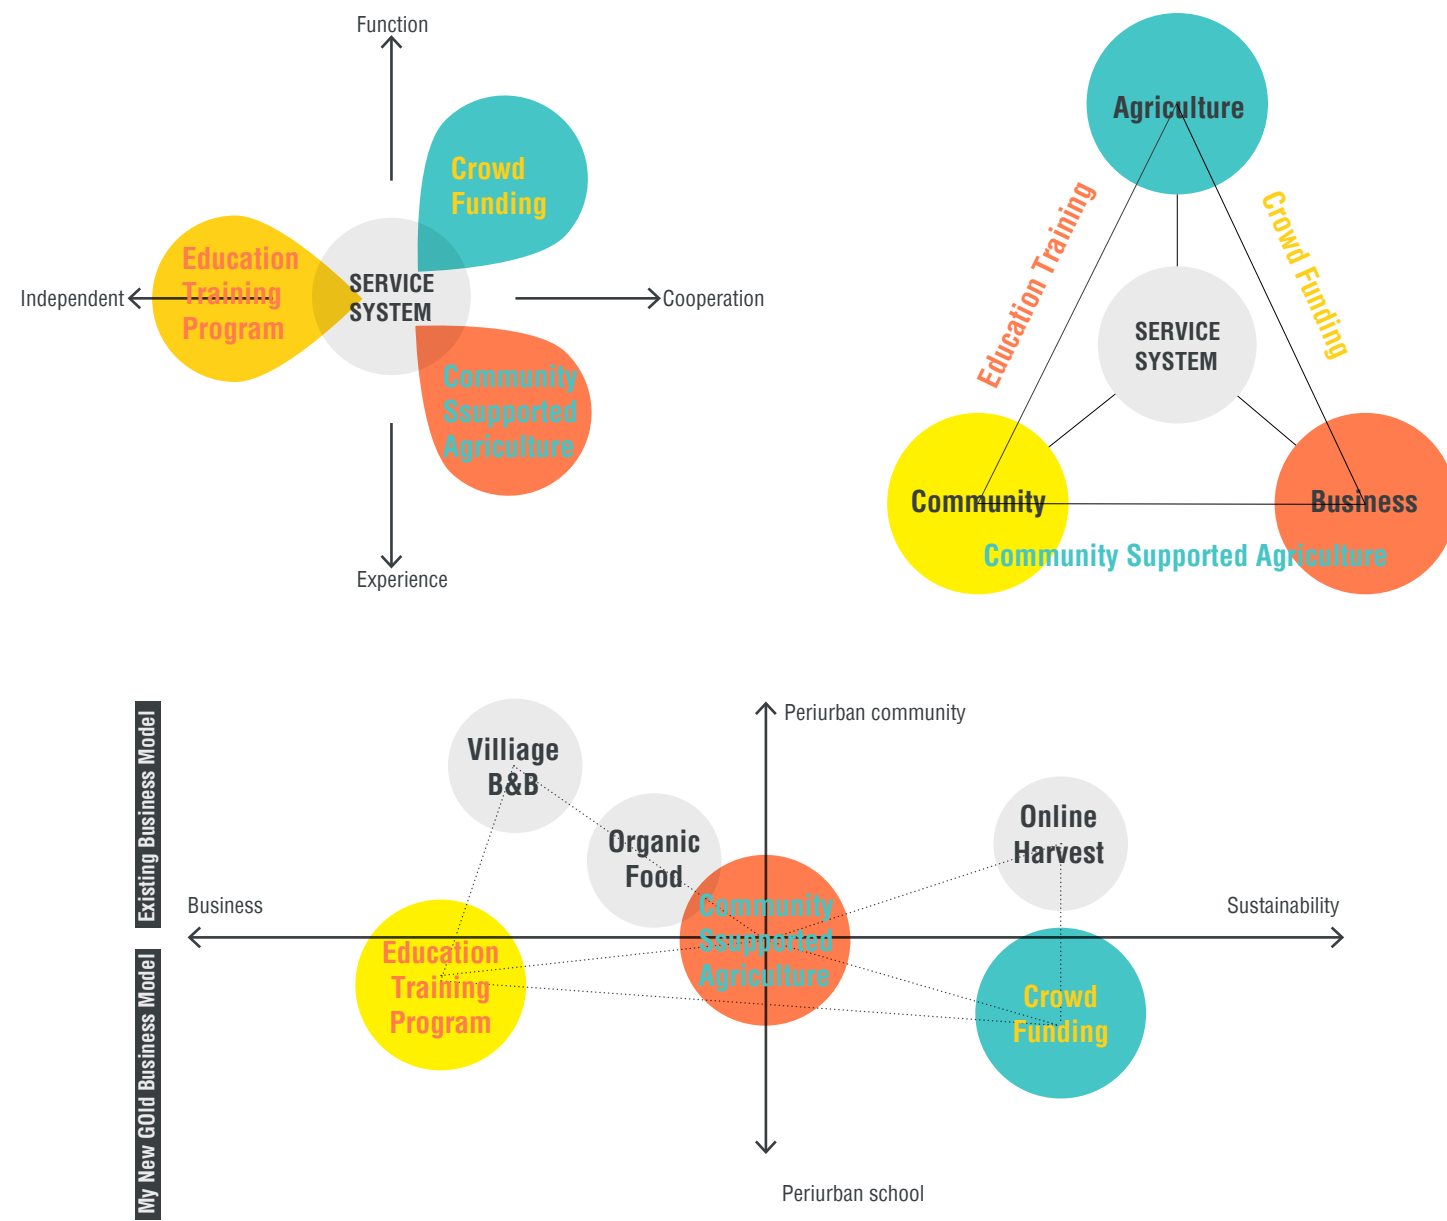 Function
Crowd
Funding
Education
Training
Program
SERVICE
SYSTEM
Independent
Cooperation
Community
Ssupported
Agriculture
Experience
Agriculture
Education Training
Crowd Funding
SERVICE
SYSTEM
Community
Business
Community Supported Agriculture
Existing Business Model
My New GOld Business Model
Periurban community
Villiage
B&B
Organic
Food
Online
Harvest
Business
Sustainability
Community
Ssupported
Agriculture
Education
Training
Program
Crowd
Funding
Periurban school